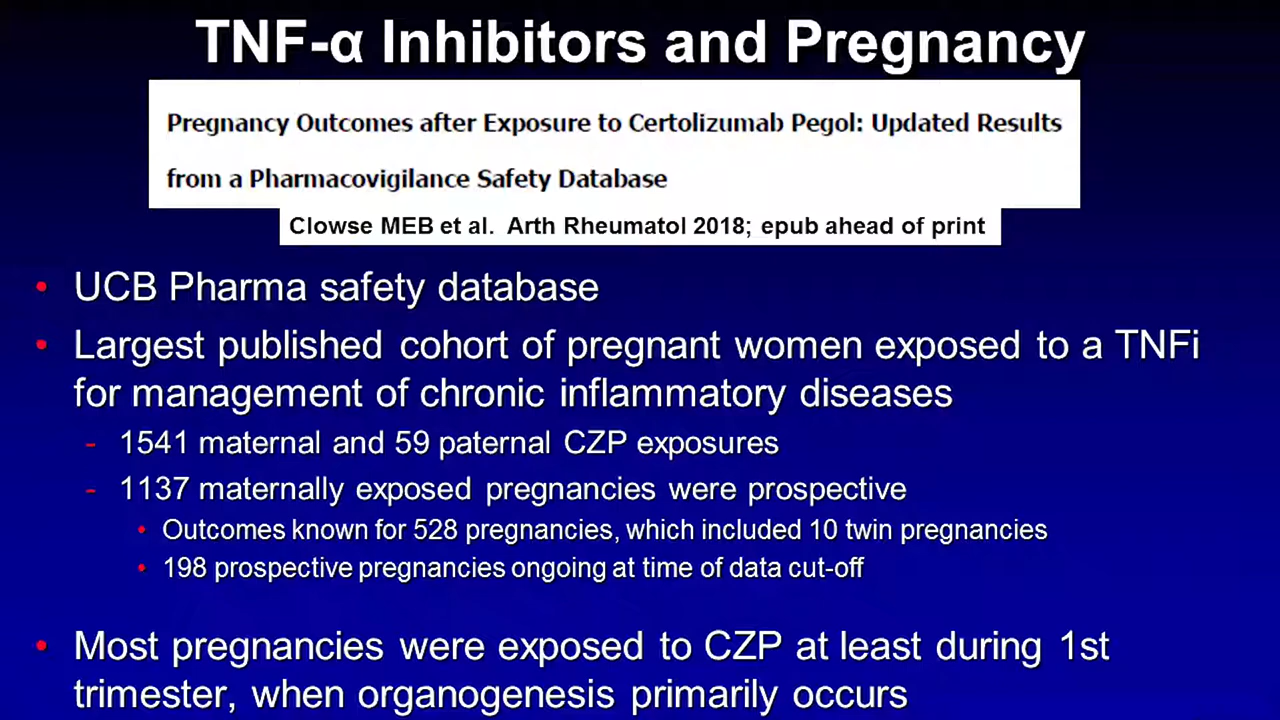 TNF-α Inhibitors and Pregnancy
Pregnancy Outcomes after Exposure to Certolizumab Pegol: Updated Results
from a Pharmacovigilance Safety Database
Clowse MEB et al. Arth Rheumatol 2018; epub ahead of print
• UCB Pharma safety database
• Largest published cohort of pregnant women exposed to a TNFi
for management of chronic inflammatory diseases
- 1541 maternal and 59 paternal CZP exposures
- 1137 maternally exposed pregnancies were prospective
• Outcomes known for 528 pregnancies, which included 10 twin pregnancies
• 198 prospective pregnancies ongoing at time of data cut-off
• Most pregnancies were exposed to CZP at least during 1st
trimester, when organogenesis primarily occurs